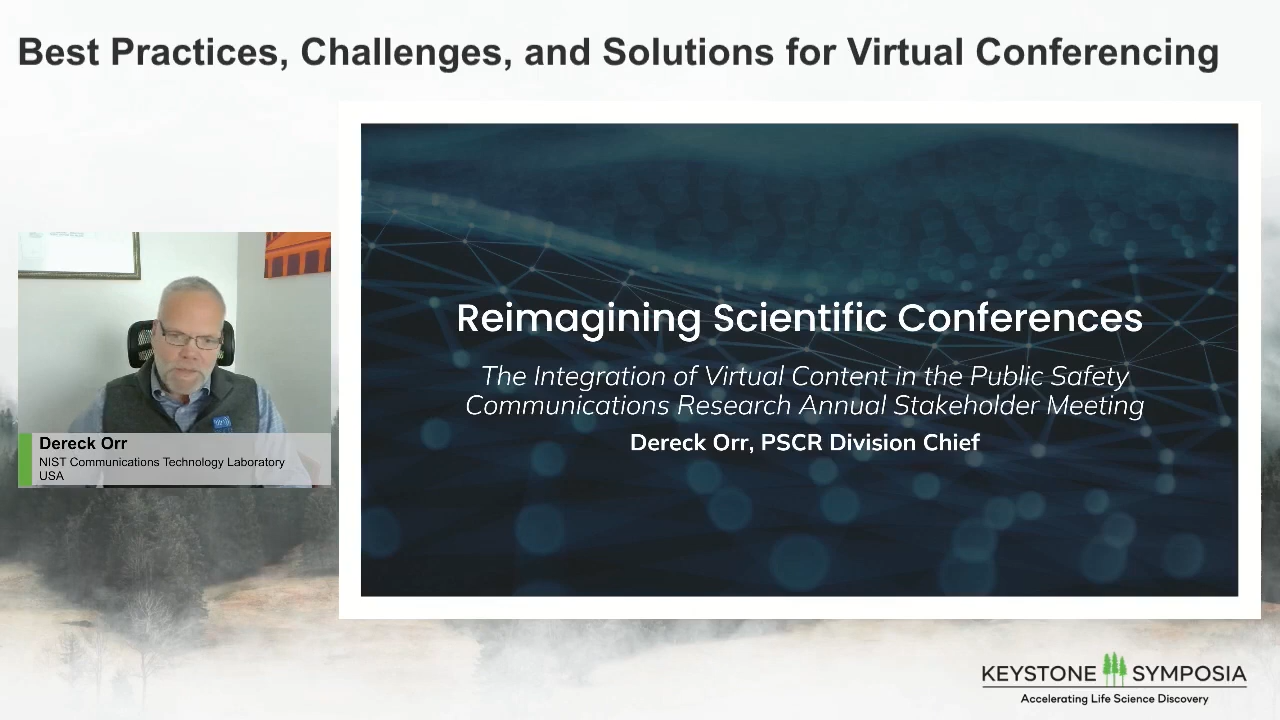 Best Practices, Challenges, and Solutions for Virtual Conferencing
Reimagining Scientific Conferences
The Integration of Virtual Content in the Public Safety
Communications Research Annual Stakeholder Meeting
Dereck Orr, PSCR Division Chief
Dereck Orr
NIST Communications Technology Laboratory
USA
KEYSTONE SYMPOSIA
Accelerating Life Science Discovery